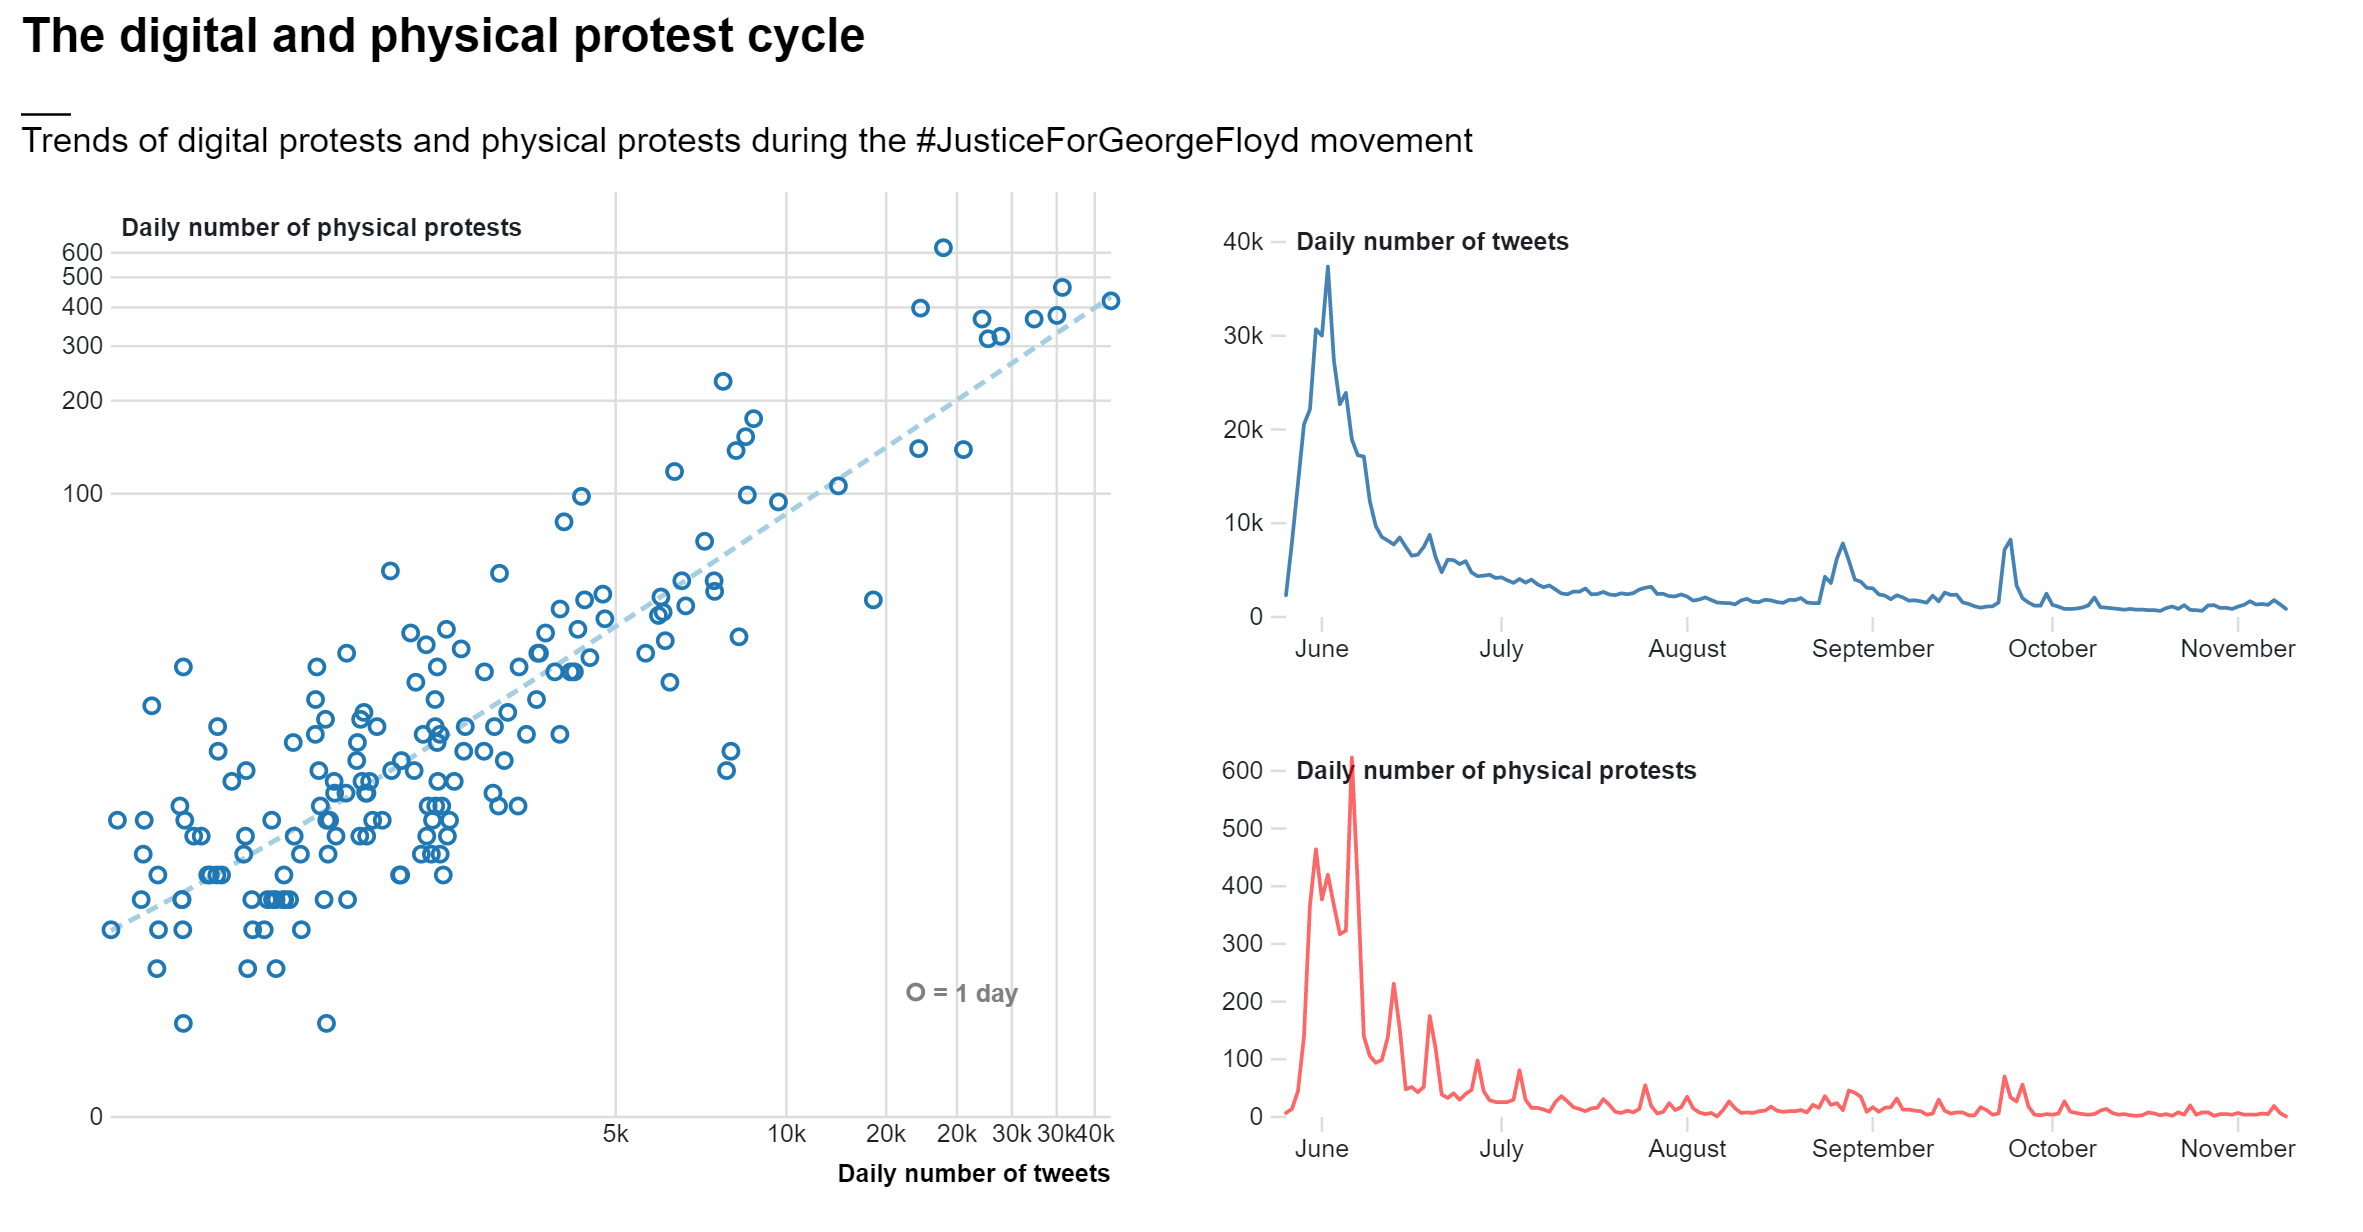 The digital and physical protest cycle
Trends of digital protests and physical protests during the #JusticeForGeorgeFloyd movement
Daily number of physical protests
600
500
400
300
200
100
0
= 1 day
5k 10k 20k 20k 30k 30k 40k
Daily number of tweets
40k Daily number of tweets
30k
20k
10k
0
June July August September October November
600 Daily number of physical protests
500
400
300
200
100
0
June July August September October November